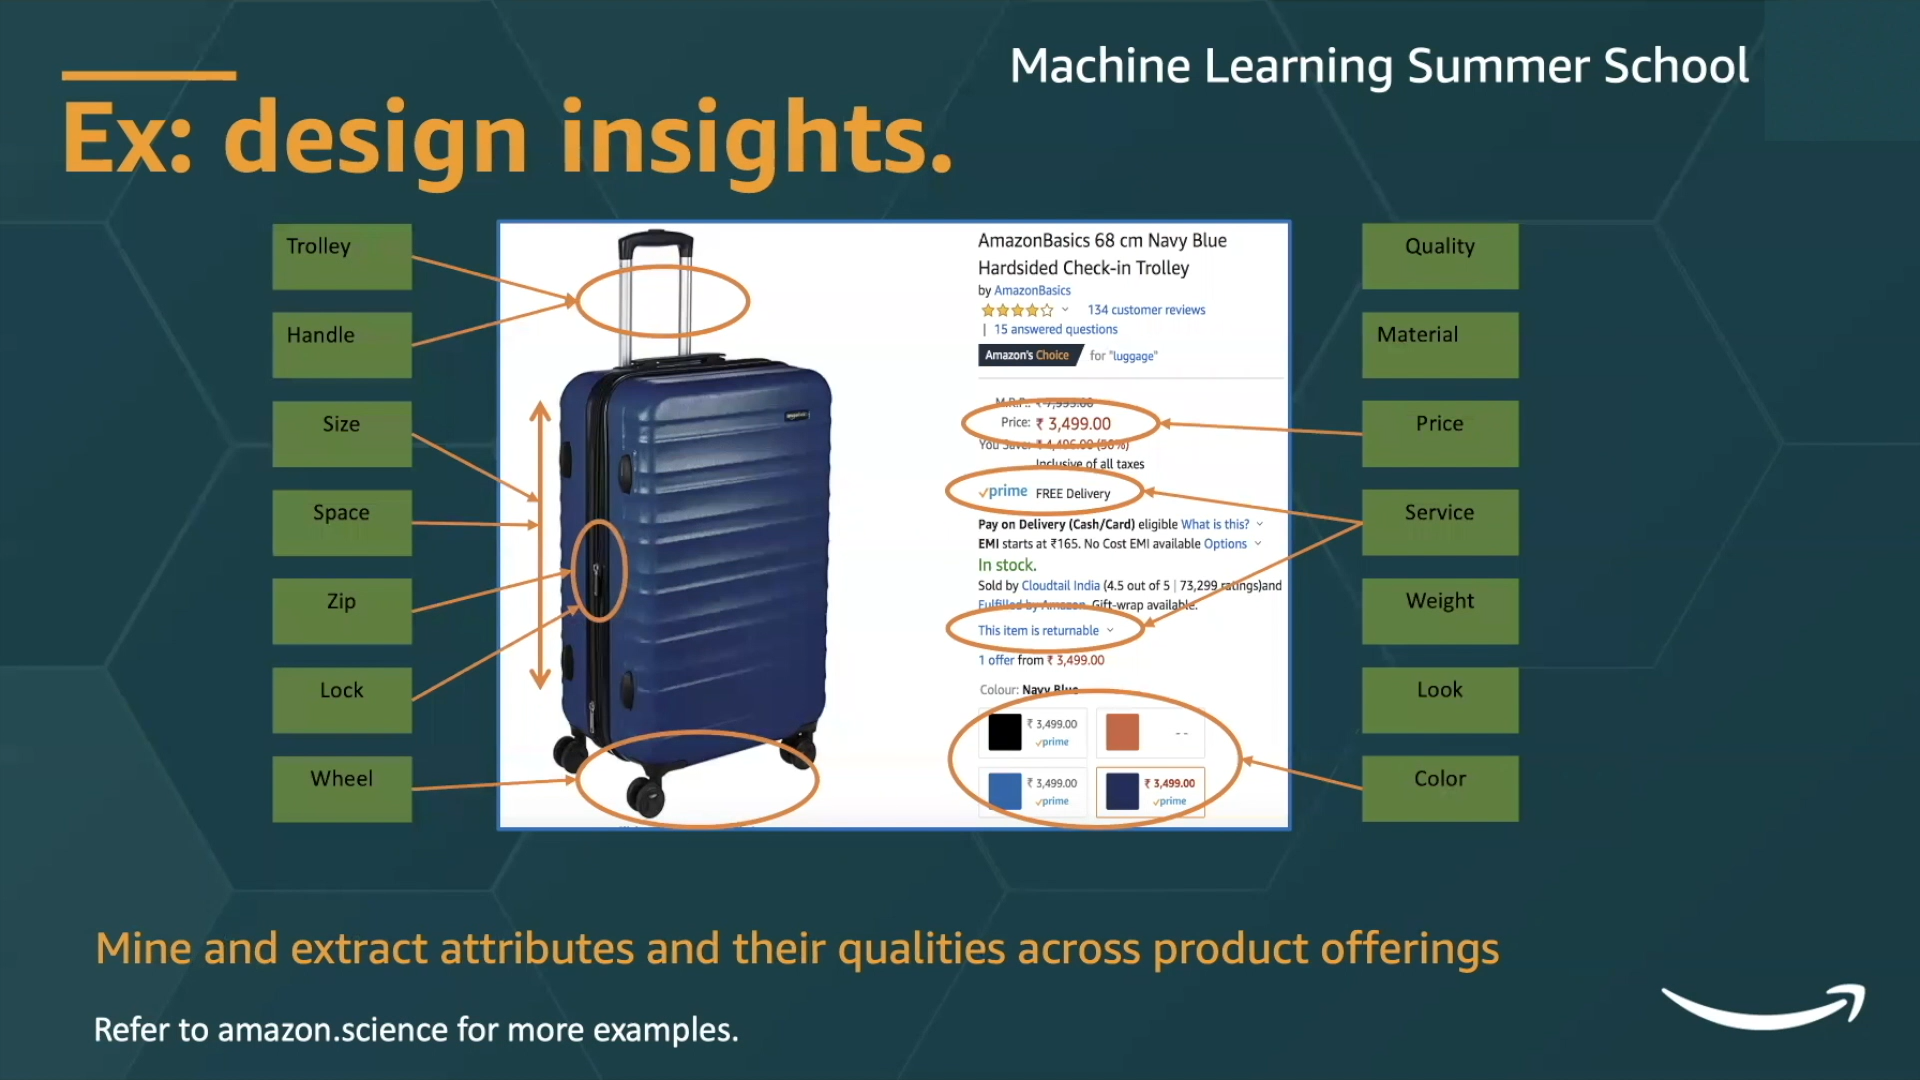 Machine Learning Summer School
Ex: design insights.
Trolley
Handle
Size
Space
Zip
Lock
Wheel
AmazonBasics 68 cm Navy Blue
Hardsided Check-in Trolley
by AmazonBasics
134 customer reviews
| 15 answered questions
Amazon's Choice for "luggage"
M.R.P.: ₹ 7,995.00
Price: ₹ 3,499.00
You Save: ₹ 4,496.00 (56%)
Inclusive of all taxes
prime FREE Delivery
Pay on Delivery (Cash/Card) eligible What is this?
EMI starts at ₹165. No Cost EMI available Options
In stock.
Sold by Cloudtail India (4.5 out of 5 | 73,299 ratings)and
Fulfilled by Amazon. Gift-wrap available.
This item is returnable
1 offer from ₹ 3,499.00
Colour: Navy Blue
₹ 3,499.00
prime
- -
₹ 3,499.00
prime
₹ 3,499.00
prime
Quality
Material
Price
Service
Weight
Look
Color
Mine and extract attributes and their qualities across product offerings
Refer to amazon.science for more examples.